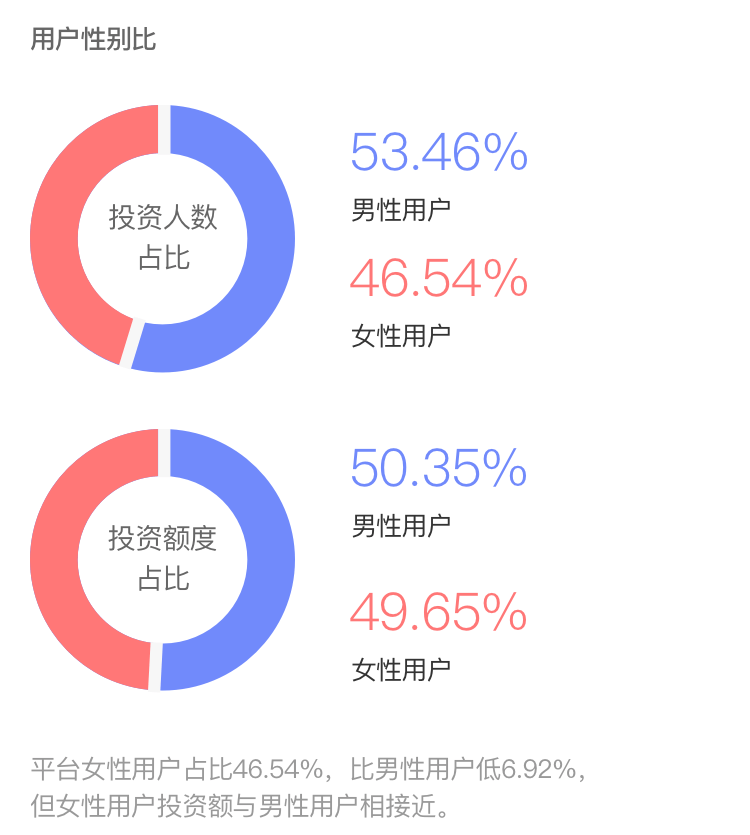 用户性别比
投资人数
占比
53.46%
男性用户
46.54%
女性用户
投资额度
占比
50.35%
男性用户
49.65%
女性用户
平台女性用户占比46.54%，比男性用户低6.92%，
但女性用户投资额与男性用户相接近。